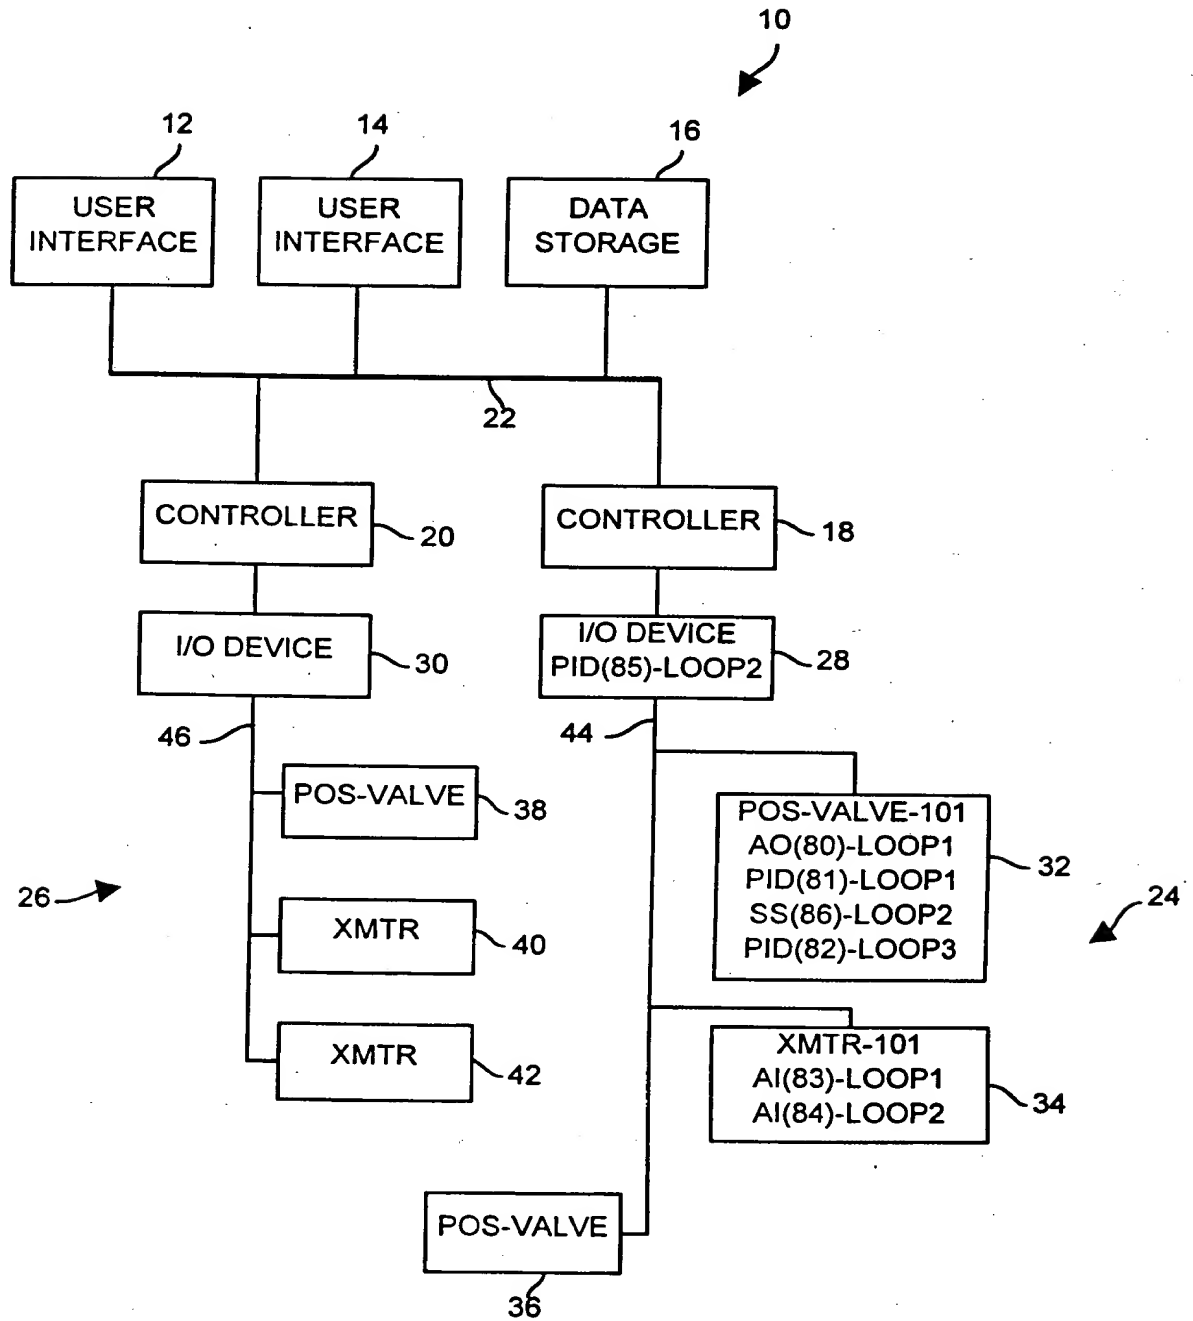 10
12
14
16
USER
INTERFACE
USER
INTERFACE
DATA
STORAGE
22
CONTROLLER
20
CONTROLLER
18
I/O DEVICE
30
I/O DEVICE
PID(85)-LOOP2
28
46
44
POS-VALVE
38
POS-VALVE-101
AO(80)-LOOP1
PID(81)-LOOP1
SS(86)-LOOP2
PID(82)-LOOP3
32
26
24
XMTR
40
XMTR
42
XMTR-101
AI(83)-LOOP1
AI(84)-LOOP2
34
POS-VALVE
36